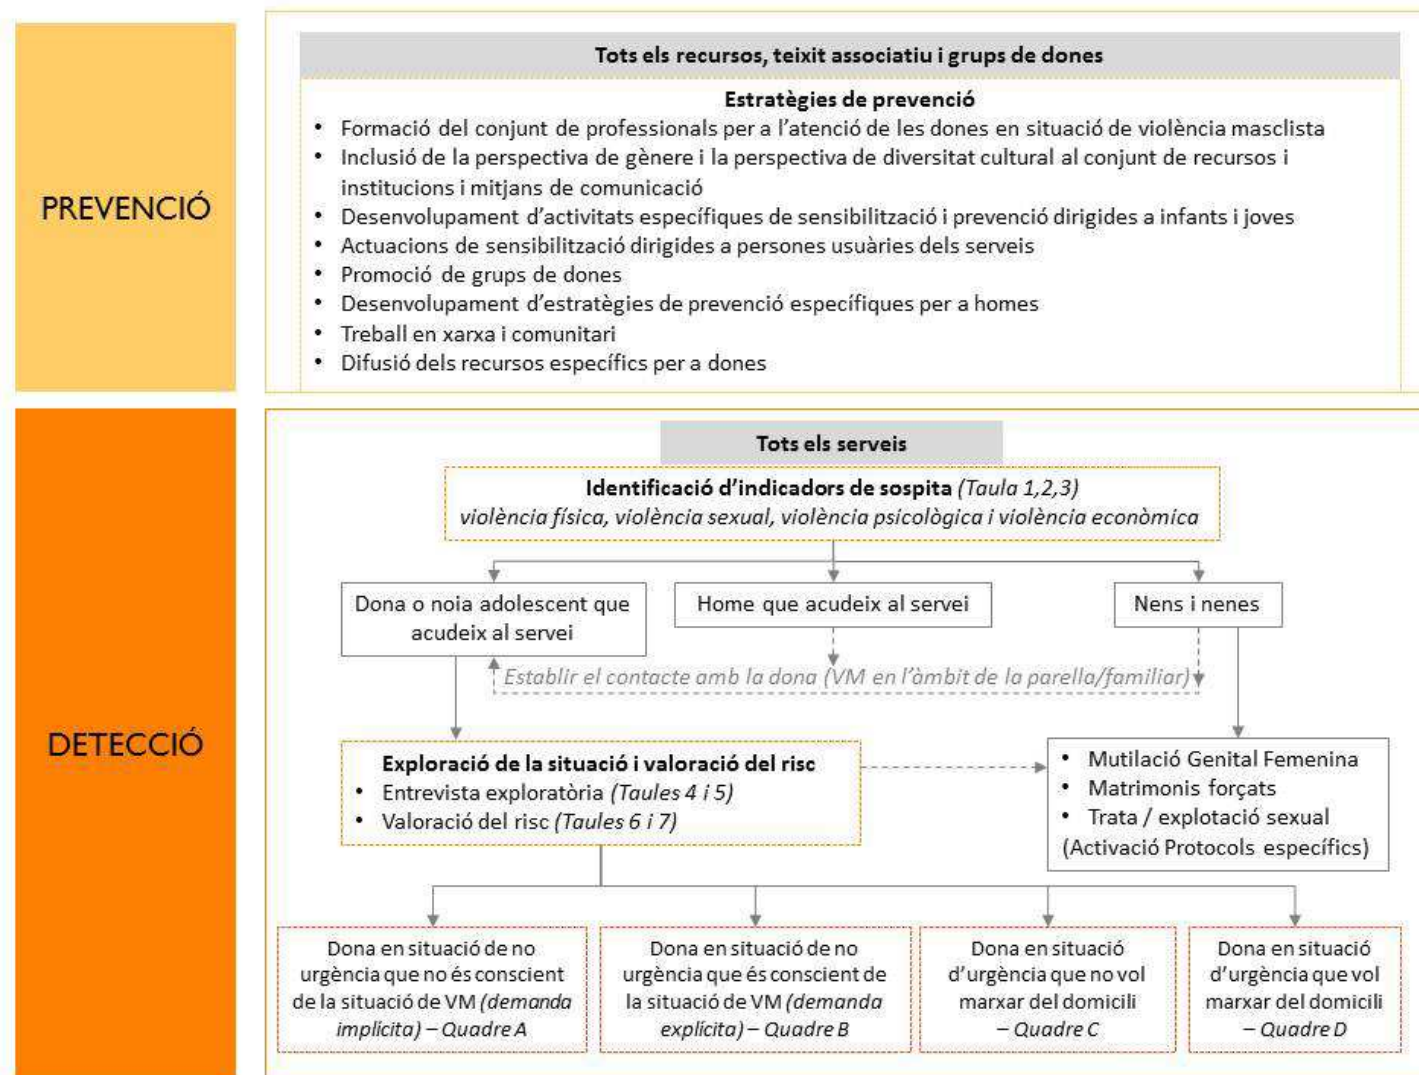 PREVENCIÓ
Tots els recursos, teixit associatiu i grups de dones
Estratègies de prevenció
• Formació del conjunt de professionals per a l'atenció de les dones en situació de violència masclista
• Inclusió de la perspectiva de gènere i la perspectiva de diversitat cultural al conjunt de recursos i
institucions i mitjans de comunicació
• Desenvolupament d'activitats específiques de sensibilització i prevenció dirigides a infants i joves
• Actuacions de sensibilització dirigides a persones usuàries dels serveis
• Promoció de grups de dones
• Desenvolupament d'estratègies de prevenció específiques per a homes
• Treball en xarxa i comunitari
• Difusió dels recursos específics per a dones
DETECCIÓ
Tots els serveis
Identificació d'indicadors de sospita (Taula 1,2,3)
violència física, violència sexual, violència psicològica i violència econòmica
Dona o noia adolescent que
acudeix al servei
Home que acudeix al servei
Nens i nenes
Establir el contacte amb la dona (VM en l'àmbit de la parella/familiar)
Exploració de la situació i valoració del risc
• Entrevista exploratòria (Taules 4 i 5)
• Valoració del risc (Taules 6 i 7)
• Mutilació Genital Femenina
• Matrimonis forçats
• Trata / explotació sexual
(Activació Protocols específics)
Dona en situació de no
urgència que no és conscient
de la situació de VM (demanda
implícita) – Quadre A
Dona en situació de no
urgència que és conscient de
la situació de VM (demanda
explícita) – Quadre B
Dona en situació
d'urgència que no vol
marxar del domicili
– Quadre C
Dona en situació
d'urgència que vol
marxar del domicili
– Quadre D